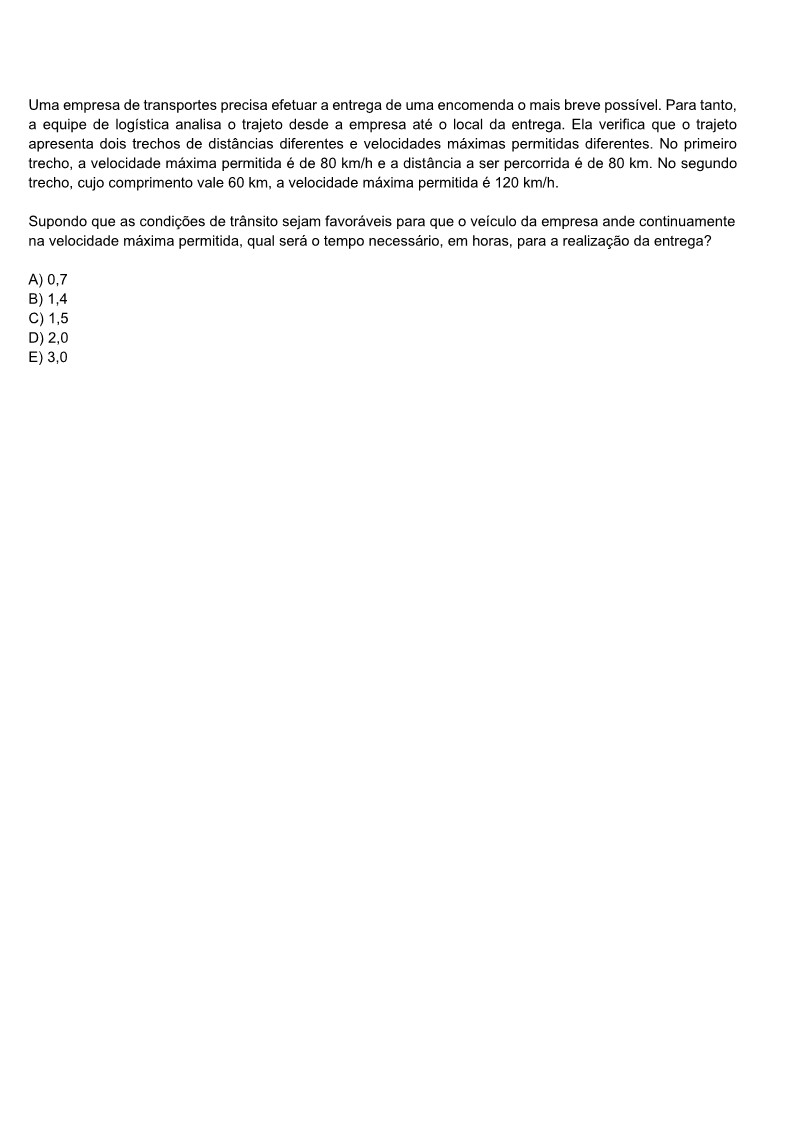 Uma empresa de transportes precisa efetuar a entrega de uma encomenda o mais breve possível. Para tanto,
a equipe de logística analisa o trajeto desde a empresa até o local da entrega. Ela verifica que o trajeto
apresenta dois trechos de distâncias diferentes e velocidades máximas permitidas diferentes. No primeiro
trecho, a velocidade máxima permitida é de 80 km/h e a distância a ser percorrida é de 80 km. No segundo
trecho, cujo comprimento vale 60 km, a velocidade máxima permitida é 120 km/h.
Supondo que as condições de trânsito sejam favoráveis para que o veículo da empresa ande continuamente
na velocidade máxima permitida, qual será o tempo necessário, em horas, para a realização da entrega?
A) 0,7
B) 1,4
C) 1,5
D) 2,0
E) 3,0